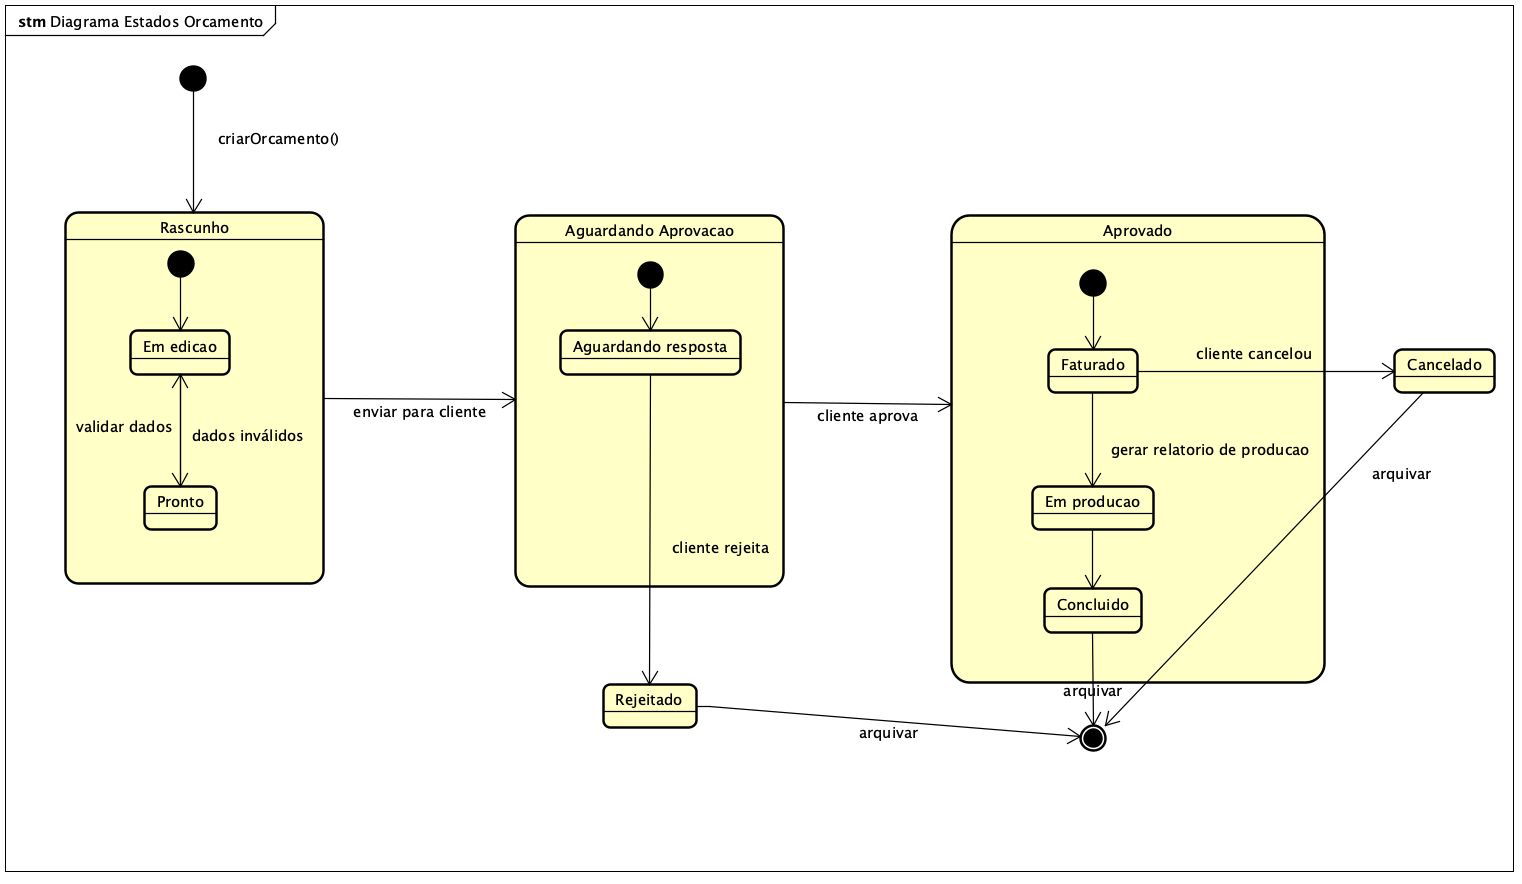 stm Diagrama Estados Orcamento
criarOrcamento()
Rascunho
Em edicao
validar dados
dados inválidos
Pronto
enviar para cliente
Aguardando Aprovacao
Aguardando resposta
cliente rejeita
Rejeitado
arquivar
cliente aprova
Aprovado
Faturado
cliente cancelou
Cancelado
gerar relatorio de producao
Em producao
Concluido
arquivar
arquivar